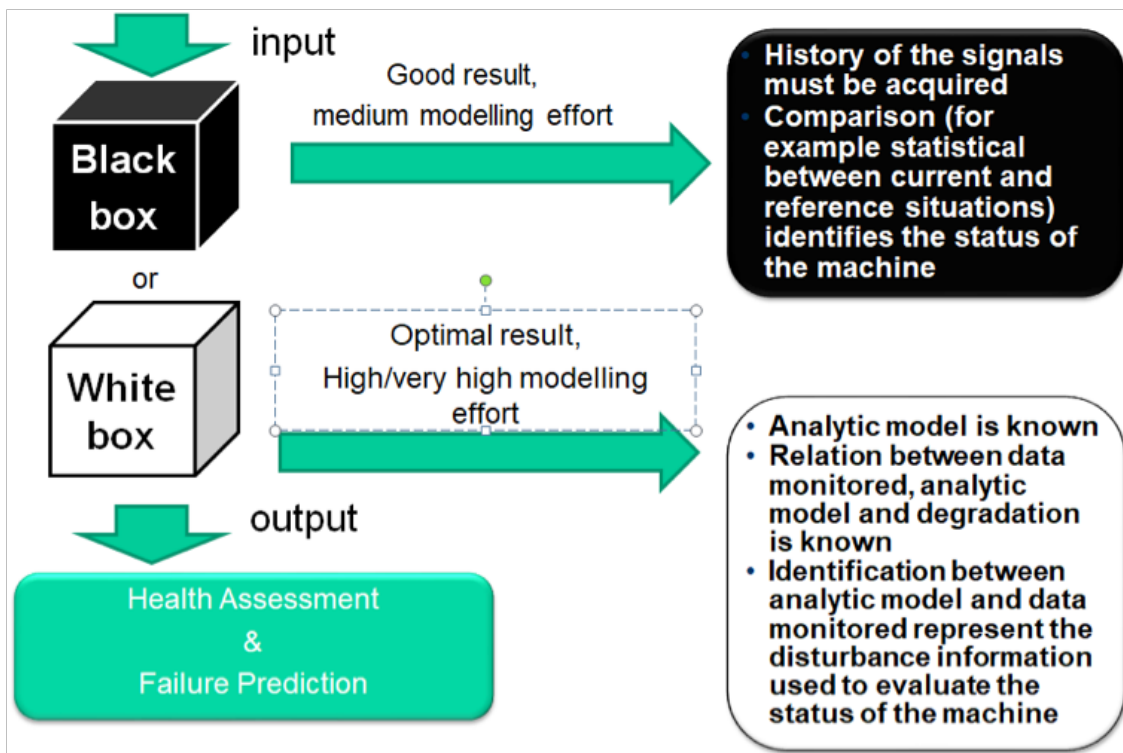 input
Good result,
medium modelling effort
Black
box
• History of the signals
must be acquired
• Comparison (for
example statistical
between current and
reference situations)
identifies the status of
the machine
or
White
box
Optimal result,
High/very high modelling
effort
• Analytic model is known
• Relation between data
monitored, analytic
model and degradation
is known
• Identification between
analytic model and data
monitored represent the
disturbance information
used to evaluate the
status of the machine
output
Health Assessment
&
Failure Prediction